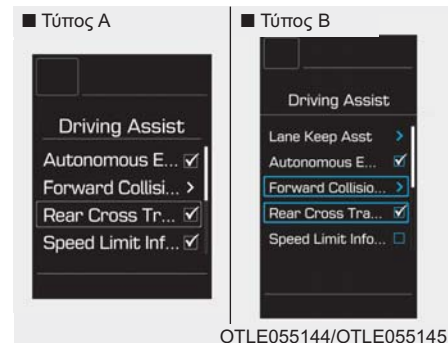 ■ Τύπος A
Driving Assist
Autonomous E...
Forward Collisi... >
Rear Cross Tr...
Speed Limit Inf...
■ Τύπος B
Driving Assist
Lane Keep Asst >
Autonomous E...
Forward Collisio... >
Rear Cross Tra...
Speed Limit Info...
OTLE055144/OTLE055145